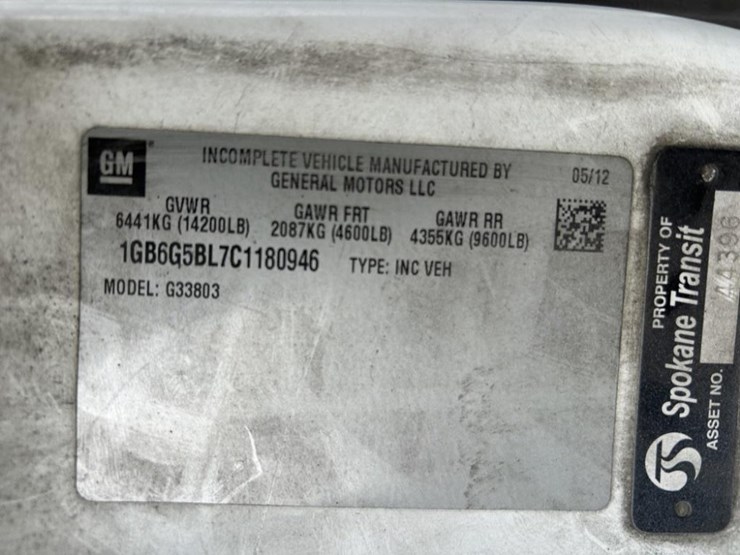 GM
INCOMPLETE VEHICLE MANUFACTURED BY
GENERAL MOTORS LLC
05/12
GVWR
6441KG (14200LB)
GAWR FRT
2087KG (4600LB)
GAWR RR
4355KG (9600LB)
1GB6G5BL7C1180946 TYPE: INC VEH
MODEL: G33803
PROPERTY OF
Spokane Transit
ASSET NO. 44396